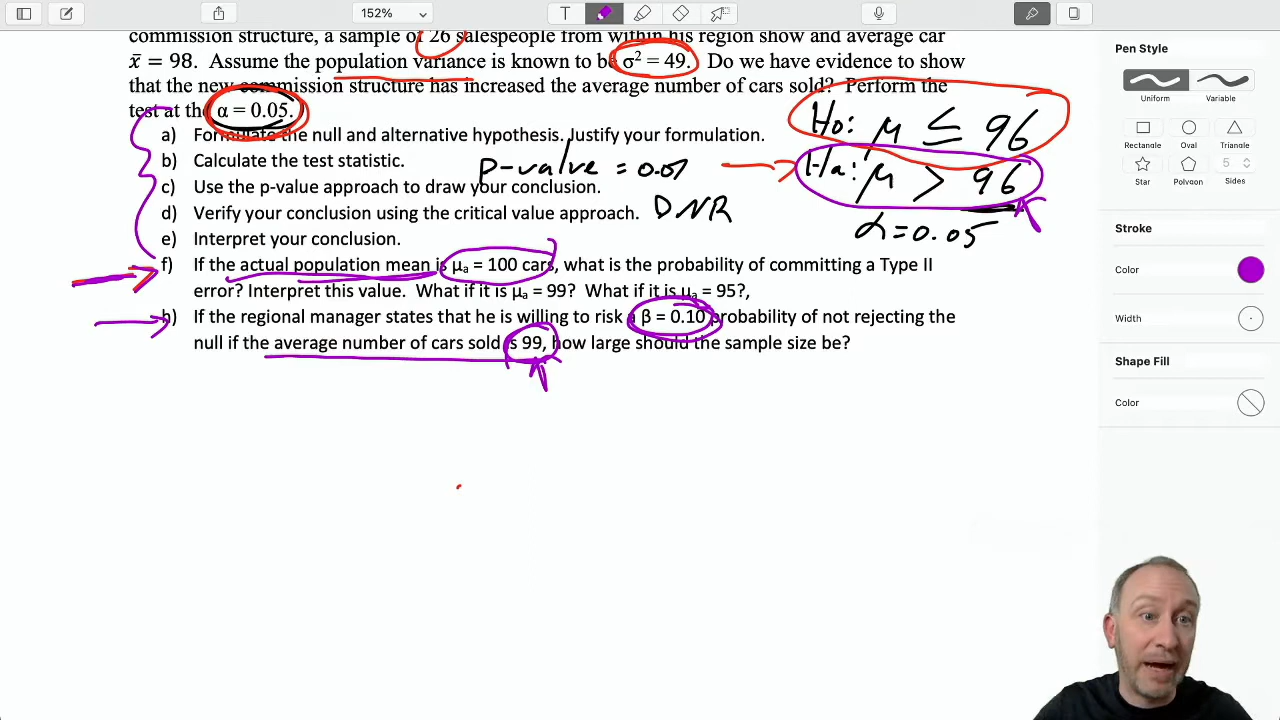 152%
T
commission structure, a sample of 26 salespeople from within his region show and average car
x̄ = 98. Assume the population variance is known to be σ² = 49. Do we have evidence to show
that the new commission structure has increased the average number of cars sold? Perform the
test at the α = 0.05.
a) Formulate the null and alternative hypothesis. Justify your formulation.
b) Calculate the test statistic.
c) Use the p-value approach to draw your conclusion.
d) Verify your conclusion using the critical value approach.
e) Interpret your conclusion.
f) If the actual population mean is μₐ = 100 cars, what is the probability of committing a Type II
error? Interpret this value. What if it is μₐ = 99? What if it is μₐ = 95?,
h) If the regional manager states that he is willing to risk a β = 0.10 probability of not rejecting the
null if the average number of cars sold is 99, how large should the sample size be?
Ho: μ ≤ 96
Ha: μ > 96
α = 0.05
p-value = 0.07
DNR
Pen Style
Uniform
Variable
Rectangle
Oval
Triangle
Star
Polygon
5
Sides
Stroke
Color
Width
Shape Fill
Color